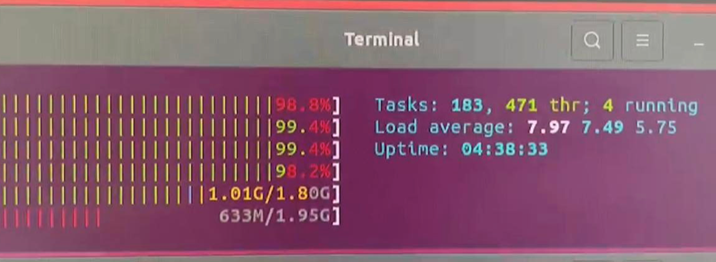 Terminal
98.8%]
Tasks: 183, 471 thr; 4 running
99.4%]
Load average: 7.97 7.49 5.75
99.4%]
Uptime: 04:38:33
98.2%]
1.01G/1.80G]
633M/1.95G]